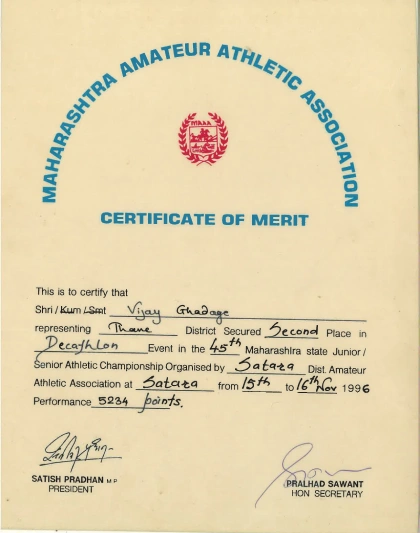 MAHARASHTRA AMATEUR ATHLETIC ASSOCIATION
MAAA
CERTIFICATE OF MERIT
This is to certify that
Shri / Kum / Smt Vijay Ghadage
representing Thane District Secured Second Place in
Decathlon Event in the 45th Maharashtra state Junior /
Senior Athletic Championship Organised by Satara Dist. Amateur
Athletic Association at Satara from 15th to 16th Nov 1996
Performance 5234 points.
SATISH PRADHAN M.P
PRESIDENT
PRALHAD SAWANT
HON SECRETARY